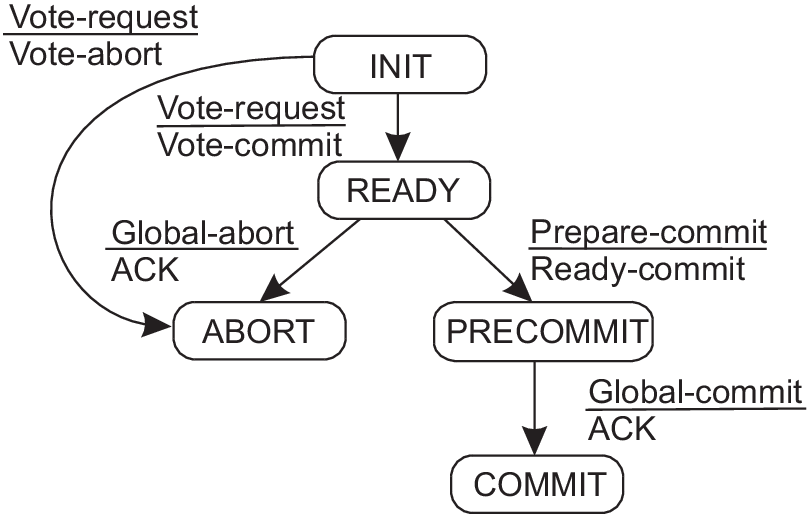 Vote-request
Vote-abort
INIT
Vote-request
Vote-commit
READY
Global-abort
ACK
Prepare-commit
Ready-commit
ABORT
PRECOMMIT
Global-commit
ACK
COMMIT